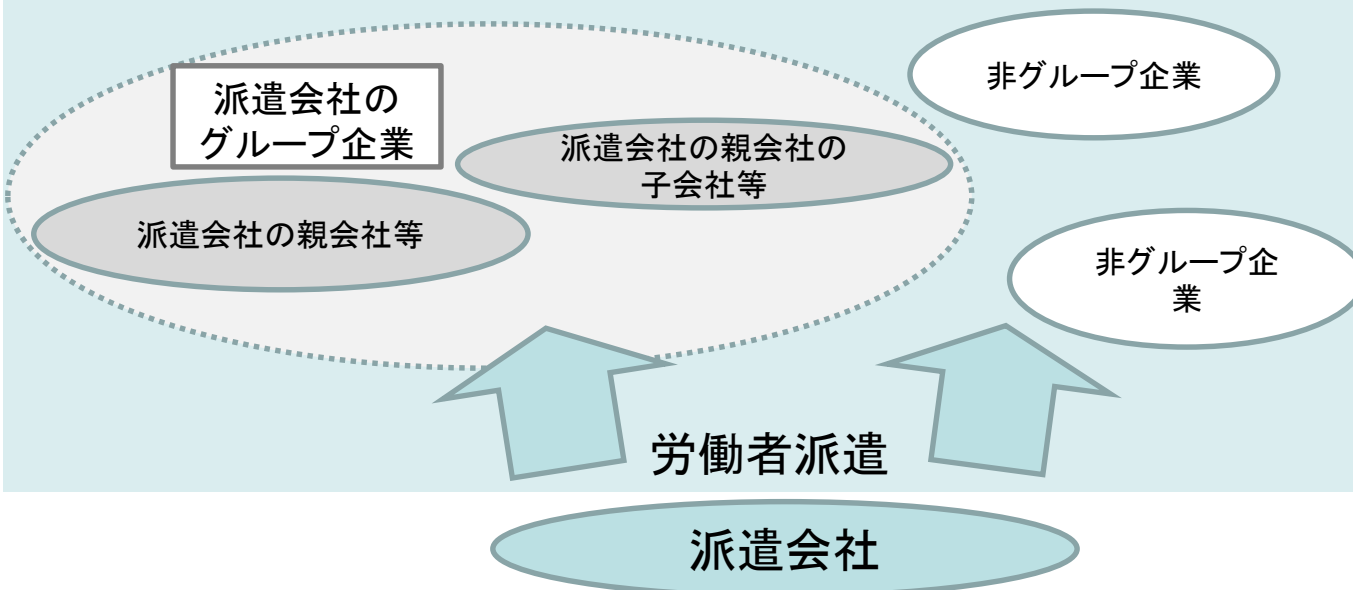 派遣会社の
グループ企業
派遣会社の親会社の
子会社等
派遣会社の親会社等
非グループ企業
非グループ企
業
労働者派遣
派遣会社